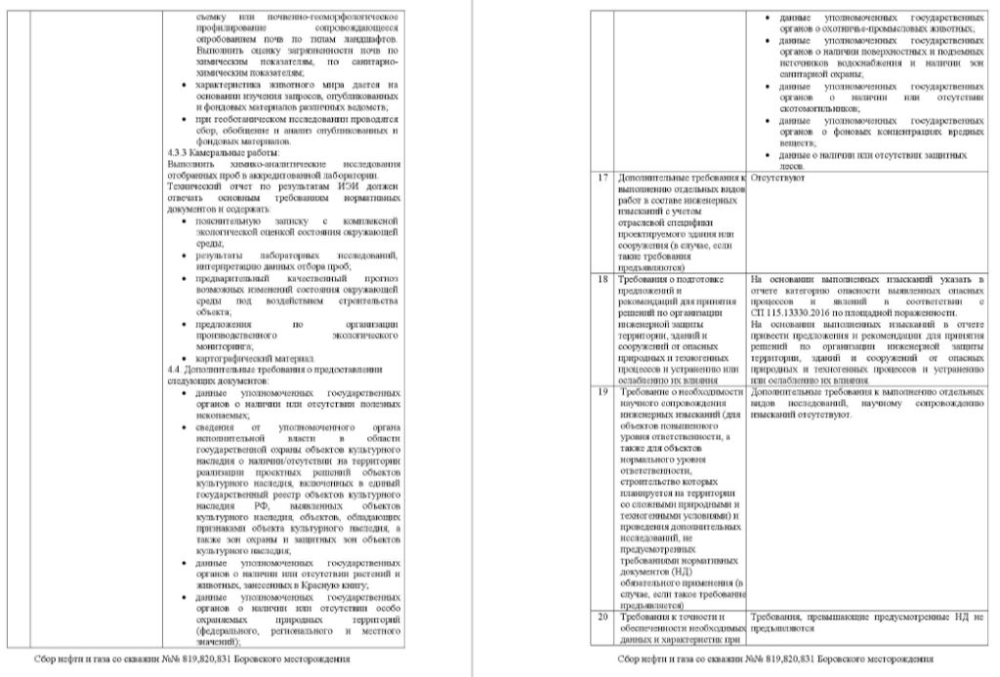 съемку или почвенно-геоморфологическое
профилирование сопровождающееся
опробованием почв по типам ландшафтов.
Выполнить оценку загрязненности почв по
химическим показателям, по санитарно-
химическим показателям;
• характеристика животного мира дается на
основании изучения запросов, опубликованных
и фондовых материалов различных ведомств;
• при геоботаническом исследовании проводятся
сбор, обобщение и анализ опубликованных и
фондовых материалов.
4.3.3 Камеральные работы:
Выполнить химико-аналитические исследования
отобранных проб в аккредитованной лаборатории.
Технический отчет по результатам ИЭИ должен
отвечать основным требованиям нормативных
документов и содержать:
• пояснительную записку с комплексной
экологической оценкой состояния окружающей
среды;
• результаты лабораторных исследований,
интерпретацию данных отбора проб;
• предварительный качественный прогноз
возможных изменений состояния окружающей
среды под воздействием строительства
объекта;
• предложения по организации
производственного экологического
мониторинга;
• картографический материал.
4.4. Дополнительные требования о предоставлении
следующих документов:
• данные уполномоченных государственных
органов о наличии или отсутствии полезных
ископаемых;
• сведения от уполномоченного органа
исполнительной власти в области
государственной охраны объектов культурного
наследия о наличии/отсутствии на территории
реализации проектных решений объектов
культурного наследия, включенных в единый
государственный реестр объектов культурного
наследия РФ, выявленных объектов
культурного наследия, объектов, обладающих
признаками объекта культурного наследия, а
также зон охраны и защитных зон объектов
культурного наследия;
• данные уполномоченных государственных
органов о наличии или отсутствии растений и
животных, занесенных в Красную книгу;
• данные уполномоченных государственных
органов о наличии или отсутствии особо
охраняемых природных территорий
(федерального, регионального и местного
значений);
Сбор нефти и газа со скважин №№ 819,820,831 Боровского месторождения
• данные уполномоченных государственных
органов о охотничье-промысловых животных;
• данные уполномоченных государственных
органов о наличии поверхностных и подземных
источников водоснабжения и наличии зон
санитарной охраны;
• данные уполномоченных государственных
органов о наличии или отсутствии
скотомогильников;
• данные уполномоченных государственных
органов о фоновых концентрациях вредных
веществ;
• данные о наличии или отсутствие защитных
лесов.
17 Дополнительные требования к
выполнению отдельных видов
работ в составе инженерных
изысканий с учетом
отраслевой специфики
проектируемого здания или
сооружения (в случае, если
такие требования
предъявляются)
Отсутствуют
18 Требования о подготовке
предложений и
рекомендаций для принятия
решений по организации
инженерной защиты
территории, зданий и
сооружений от опасных
природных и техногенных
процессов и устранению или
ослаблению их влияния
На основании выполненных изысканий указать в
отчете категорию опасности выявленных опасных
процессов и явлений в соответствии с
СП 115.13330.2016 по площадной пораженности.
На основании выполненных изысканий в отчете
привести предложения и рекомендации для принятия
решений по организации инженерной защиты
территории, зданий и сооружений от опасных
природных и техногенных процессов и устранению
или ослаблению их влияния.
19 Требование о необходимости
научного сопровождения
инженерных изысканий (для
объектов повышенного
уровня ответственности, а
также для объектов
нормального уровня
ответственности,
строительство которых
планируется на территории
со сложными природными и
техногенными условиями) и
проведения дополнительных
исследований, не
предусмотренных
требованиями нормативных
документов (НД)
обязательного применения (в
случае, если такое требование
предъявляется)
Дополнительные требования к выполнению отдельных
видов исследований, научному сопровождению
изысканий отсутствуют.
20 Требования к точности и
обеспеченности необходимых
данных и характеристик при
Требования, превышающие предусмотренные НД не
предъявляются
Сбор нефти и газа со скважин №№ 819,820,831 Боровского месторождения